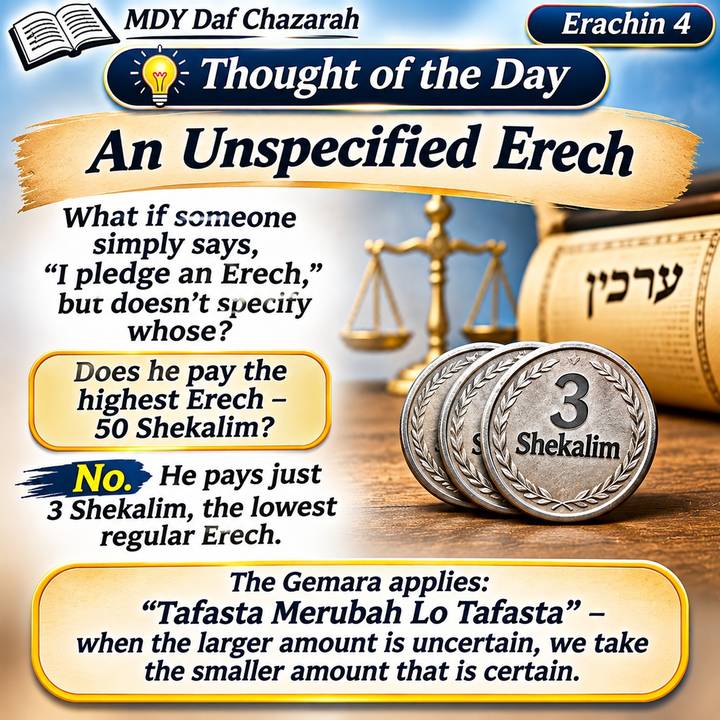 MDY Daf Chazarah
Erachin 4
Thought of the Day
An Unspecified Erech
What if someone
simply says,
“I pledge an Erech,”
but doesn’t specify
whose?
Does he pay the
highest Erech –
50 Shekalim?
No. He pays just
3 Shekalim, the lowest
regular Erech.
ערכין
3
Shekalim
The Gemara applies:
“Tafasta Merubah Lo Tafasta” –
when the larger amount is uncertain, we take
the smaller amount that is certain.